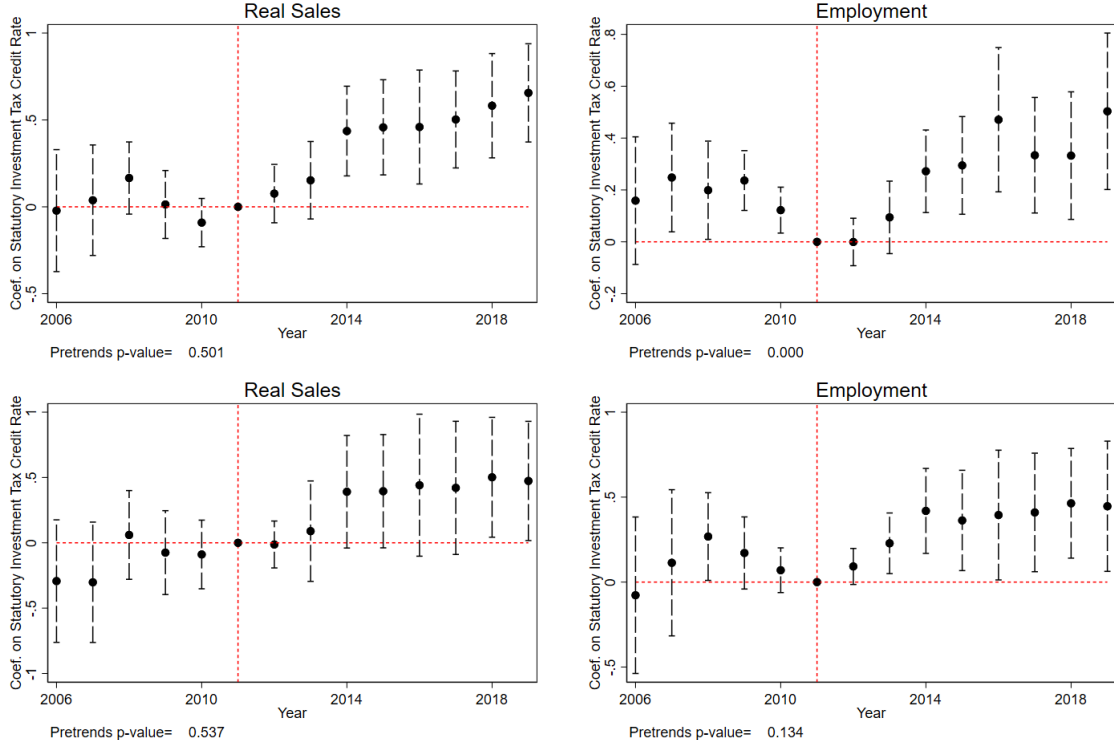 Real Sales
Coef. on Statutory Investment Tax Credit Rate
1
.5
0
-.5
2006 2010 2014 2018
Year
Pretrends p-value= 0.501
Employment
Coef. on Statutory Investment Tax Credit Rate
.8
.6
.4
.2
0
-.2
2006 2010 2014 2018
Year
Pretrends p-value= 0.000
Real Sales
Coef. on Statutory Investment Tax Credit Rate
1
.5
0
-.5
-1
2006 2010 2014 2018
Year
Pretrends p-value= 0.537
Employment
Coef. on Statutory Investment Tax Credit Rate
1
.5
0
-.5
2006 2010 2014 2018
Year
Pretrends p-value= 0.134